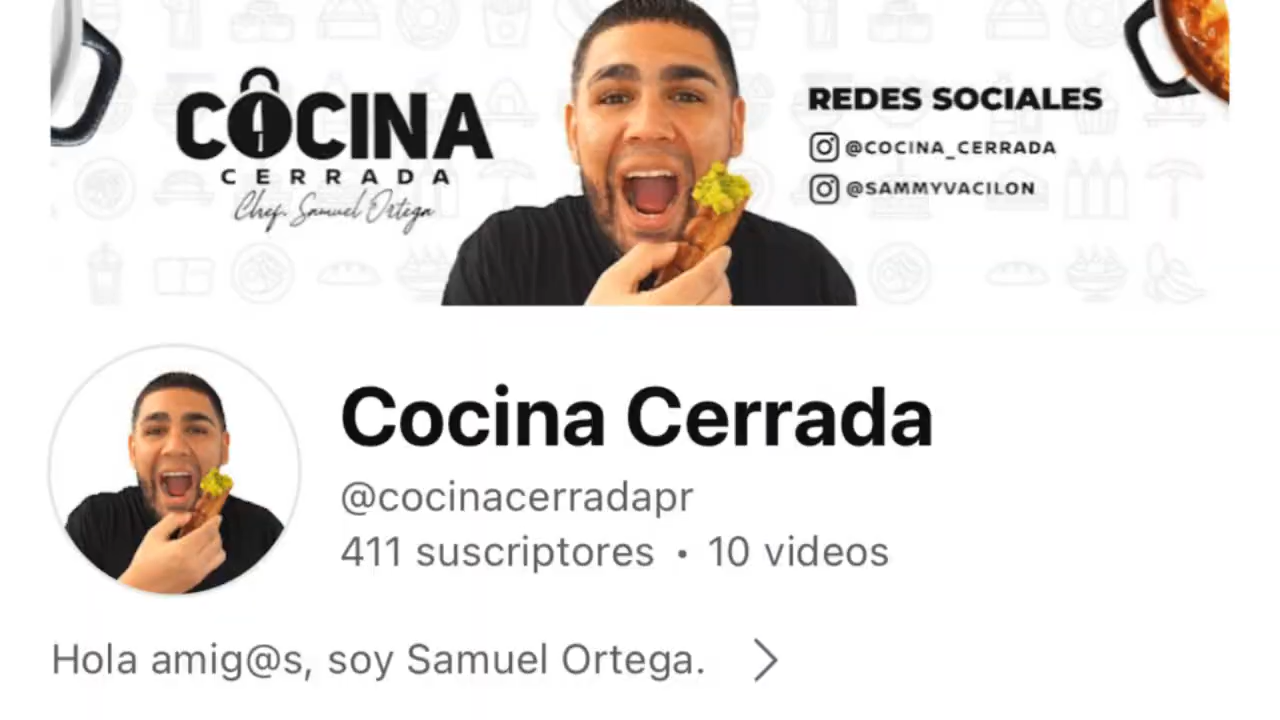 COCINA
CERRADA
Chef. Samuel Ortega
REDES SOCIALES
@COCINA_CERRADA
@SAMMYVACILON
Cocina Cerrada
@cocinacerradapr
411 suscriptores • 10 videos
Hola amig@s, soy Samuel Ortega.